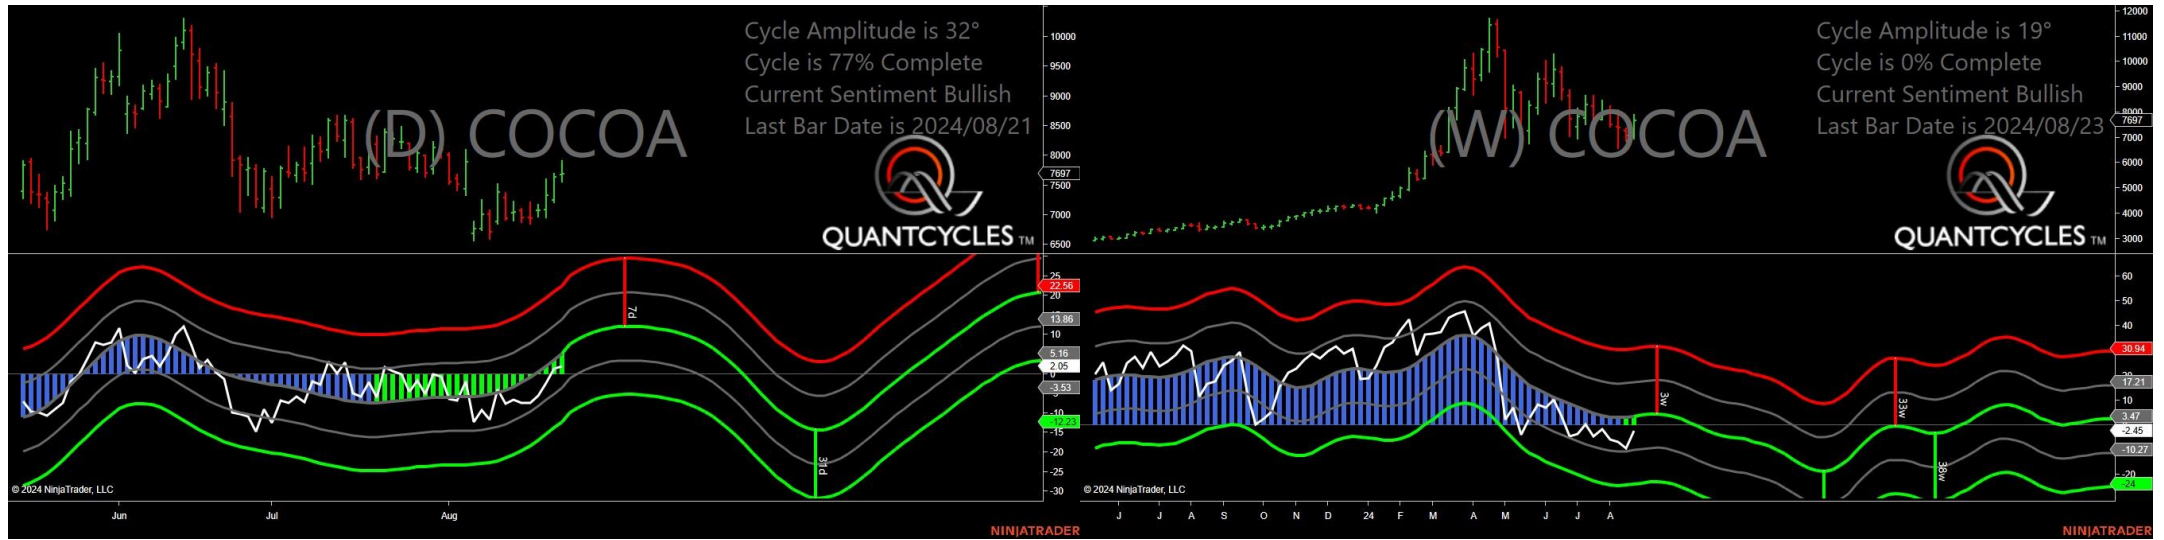 Cycle Amplitude is 32°
Cycle is 77% Complete
Current Sentiment Bullish
Last Bar Date is 2024/08/21
(D) COCOA
QUANTCYCLES TM
10000
9500
9000
8500
8000
7697
7500
7000
6500
25
22.56
20
13.86
10
5.16
2.05
0
-3.53
-10
-12.23
-15
-20
-25
-30
7d
31d
© 2024 NinjaTrader, LLC
Jun
Jul
Aug
NINJATRADER
Cycle Amplitude is 19°
Cycle is 0% Complete
Current Sentiment Bullish
Last Bar Date is 2024/08/23
(W) COCOA
QUANTCYCLES TM
12000
11000
10000
9000
8000
7697
7000
6000
5000
4000
3000
60
50
40
30.94
17.21
10
3.47
-2.45
-10.27
-20
-24
3w
33w
38w
© 2024 NinjaTrader, LLC
J J A S O N D 24 F M A M J J A
NINJATRADER